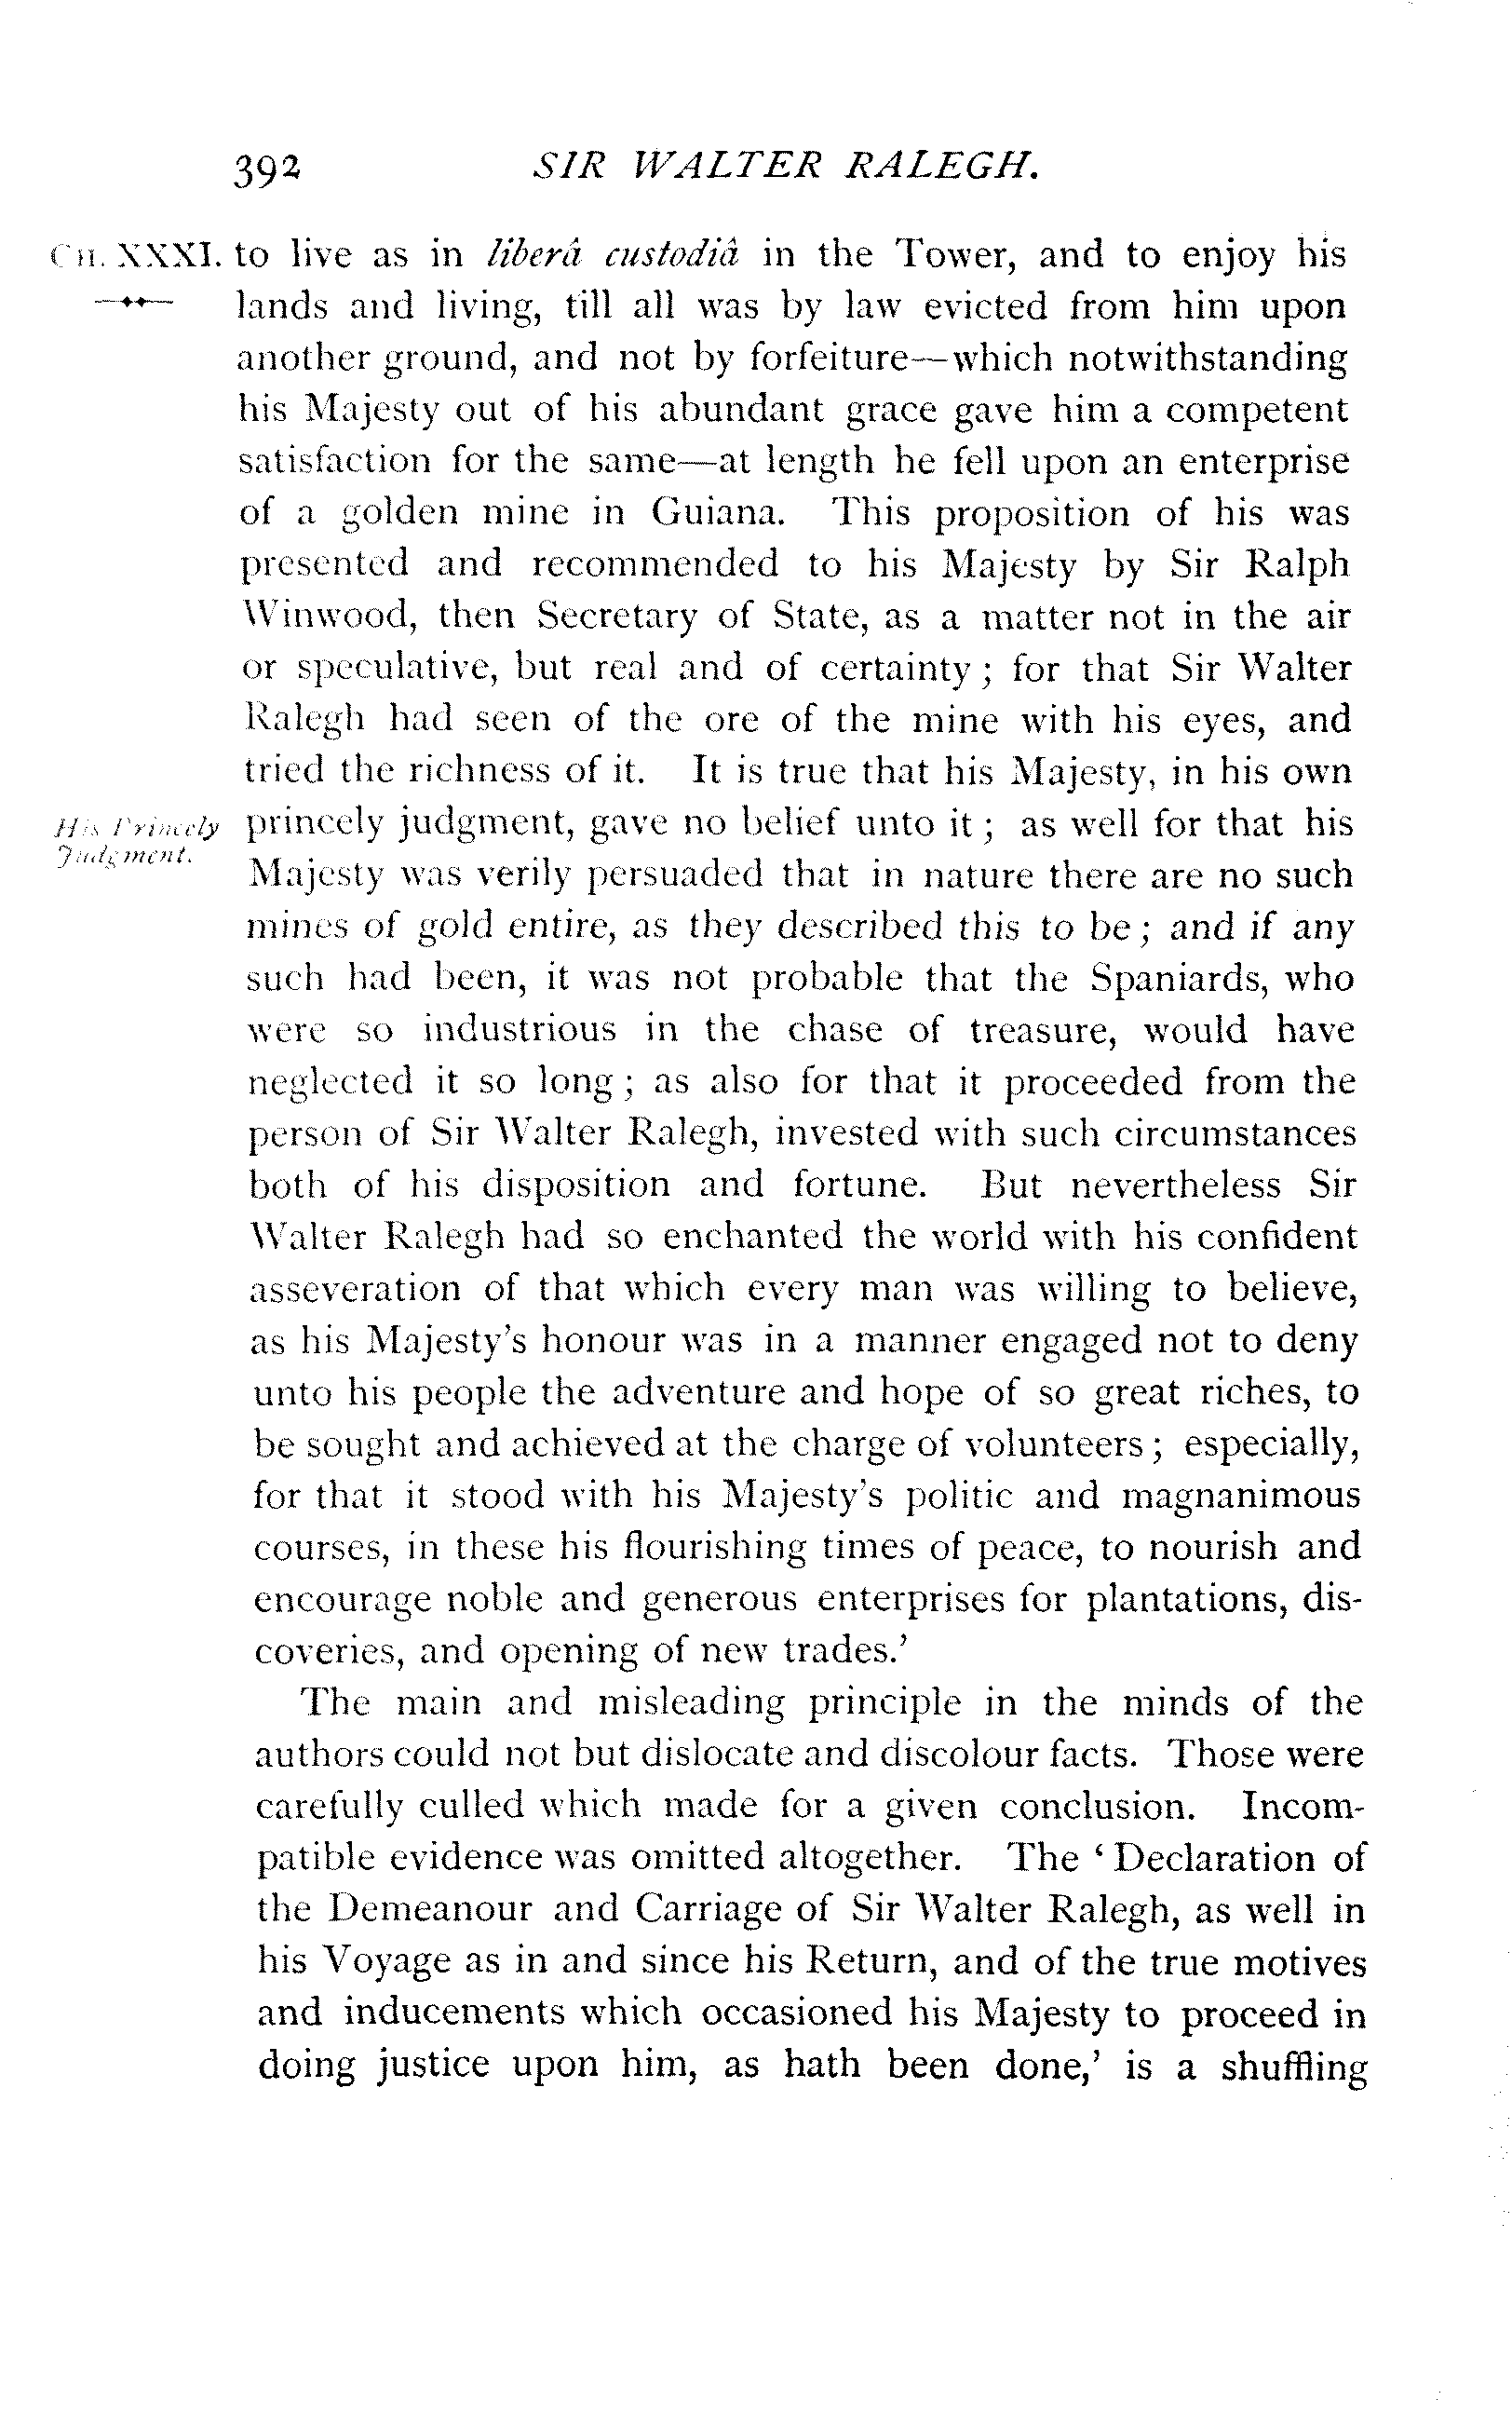 392 SIR WALTER RALEGH.
CH. XXXI. to live as in liberâ custodiâ in the Tower, and to enjoy his
lands and living, till all was by law evicted from him upon
another ground, and not by forfeiture—which notwithstanding
his Majesty out of his abundant grace gave him a competent
satisfaction for the same—at length he fell upon an enterprise
of a golden mine in Guiana. This proposition of his was
presented and recommended to his Majesty by Sir Ralph
Winwood, then Secretary of State, as a matter not in the air
or speculative, but real and of certainty; for that Sir Walter
Ralegh had seen of the ore of the mine with his eyes, and
tried the richness of it. It is true that his Majesty, in his own
His Princely
Judgment.
princely judgment, gave no belief unto it; as well for that his
Majesty was verily persuaded that in nature there are no such
mines of gold entire, as they described this to be; and if any
such had been, it was not probable that the Spaniards, who
were so industrious in the chase of treasure, would have
neglected it so long; as also for that it proceeded from the
person of Sir Walter Ralegh, invested with such circumstances
both of his disposition and fortune. But nevertheless Sir
Walter Ralegh had so enchanted the world with his confident
asseveration of that which every man was willing to believe,
as his Majesty's honour was in a manner engaged not to deny
unto his people the adventure and hope of so great riches, to
be sought and achieved at the charge of volunteers; especially,
for that it stood with his Majesty's politic and magnanimous
courses, in these his flourishing times of peace, to nourish and
encourage noble and generous enterprises for plantations, dis-
coveries, and opening of new trades.'
The main and misleading principle in the minds of the
authors could not but dislocate and discolour facts. Those were
carefully culled which made for a given conclusion. Incom-
patible evidence was omitted altogether. The 'Declaration of
the Demeanour and Carriage of Sir Walter Ralegh, as well in
his Voyage as in and since his Return, and of the true motives
and inducements which occasioned his Majesty to proceed in
doing justice upon him, as hath been done,' is a shuffling